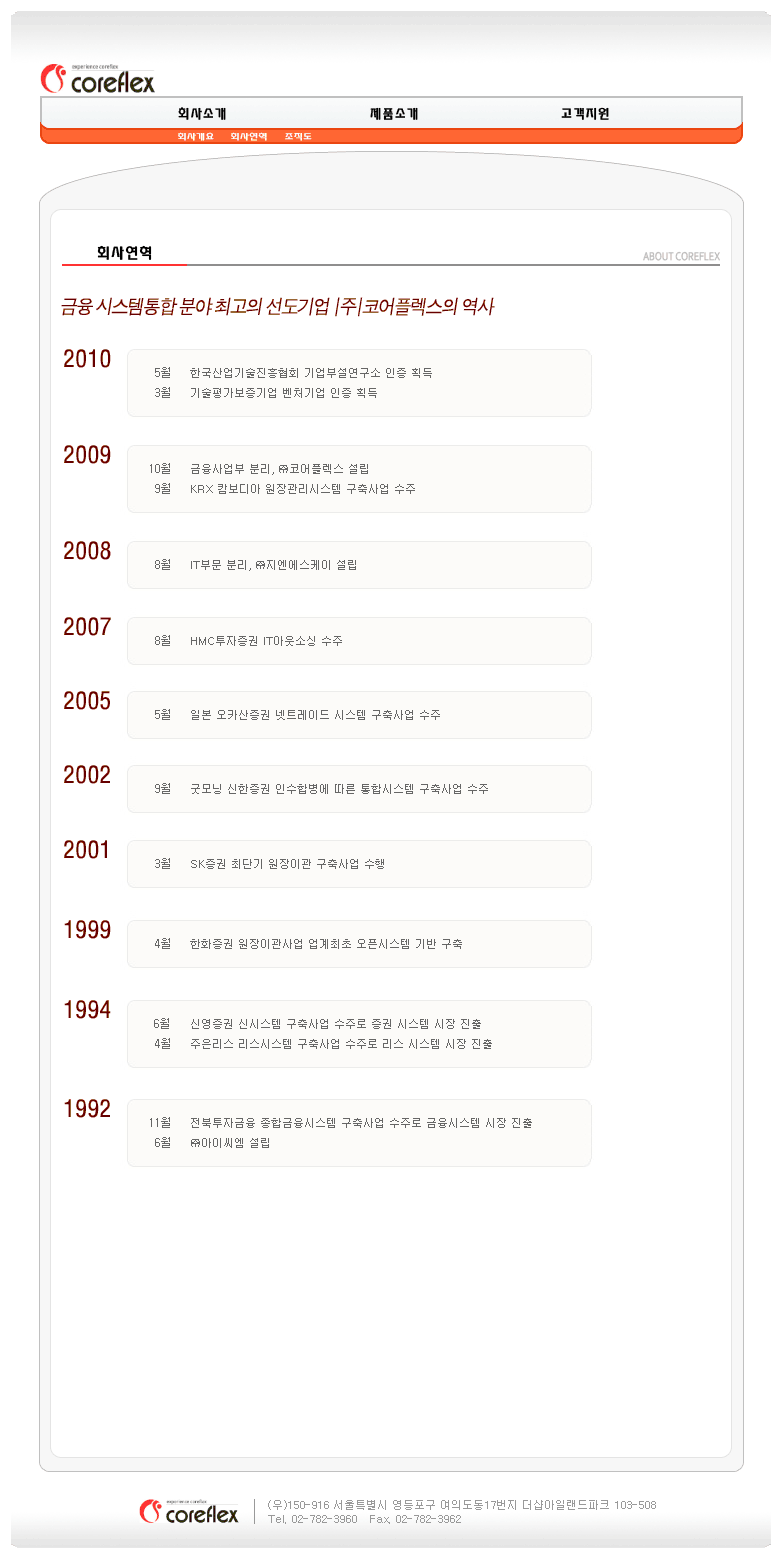 experience coreflex
coreflex
회사소개 제품소개 고객지원
회사개요 회사연혁 조직도
회사연혁
ABOUT COREFLEX
금융 시스템통합 분야 최고의 선도기업 |주|코어플렉스의 역사
2010
5월 한국산업기술진흥협회 기업부설연구소 인증 획득
3월 기술평가보증기업 벤처기업 인증 획득
2009
10월 금융사업부 분리, ㈜코어플렉스 설립
9월 KRX 캄보디아 원장관리시스템 구축사업 수주
2008
8월 IT부문 분리, ㈜지엔에스케이 설립
2007
8월 HMC투자증권 IT아웃소싱 수주
2005
5월 일본 오카산증권 넷트레이드 시스템 구축사업 수주
2002
9월 굿모닝 신한증권 인수합병에 따른 통합시스템 구축사업 수주
2001
3월 SK증권 최단기 원장이관 구축사업 수행
1999
4월 한화증권 원장이관사업 업계최초 오픈시스템 기반 구축
1994
6월 신영증권 신시스템 구축사업 수주로 증권 시스템 시장 진출
4월 주은리스 리스시스템 구축사업 수주로 리스 시스템 시장 진출
1992
11월 전북투자금융 종합금융시스템 구축사업 수주로 금융시스템 시장 진출
6월 ㈜아이씨엠 설립
experience coreflex
coreflex
(우)150-916 서울특별시 영등포구 여의도동17번지 더샵아일랜드파크 103-508
Tel. 02-782-3960 Fax. 02-782-3962